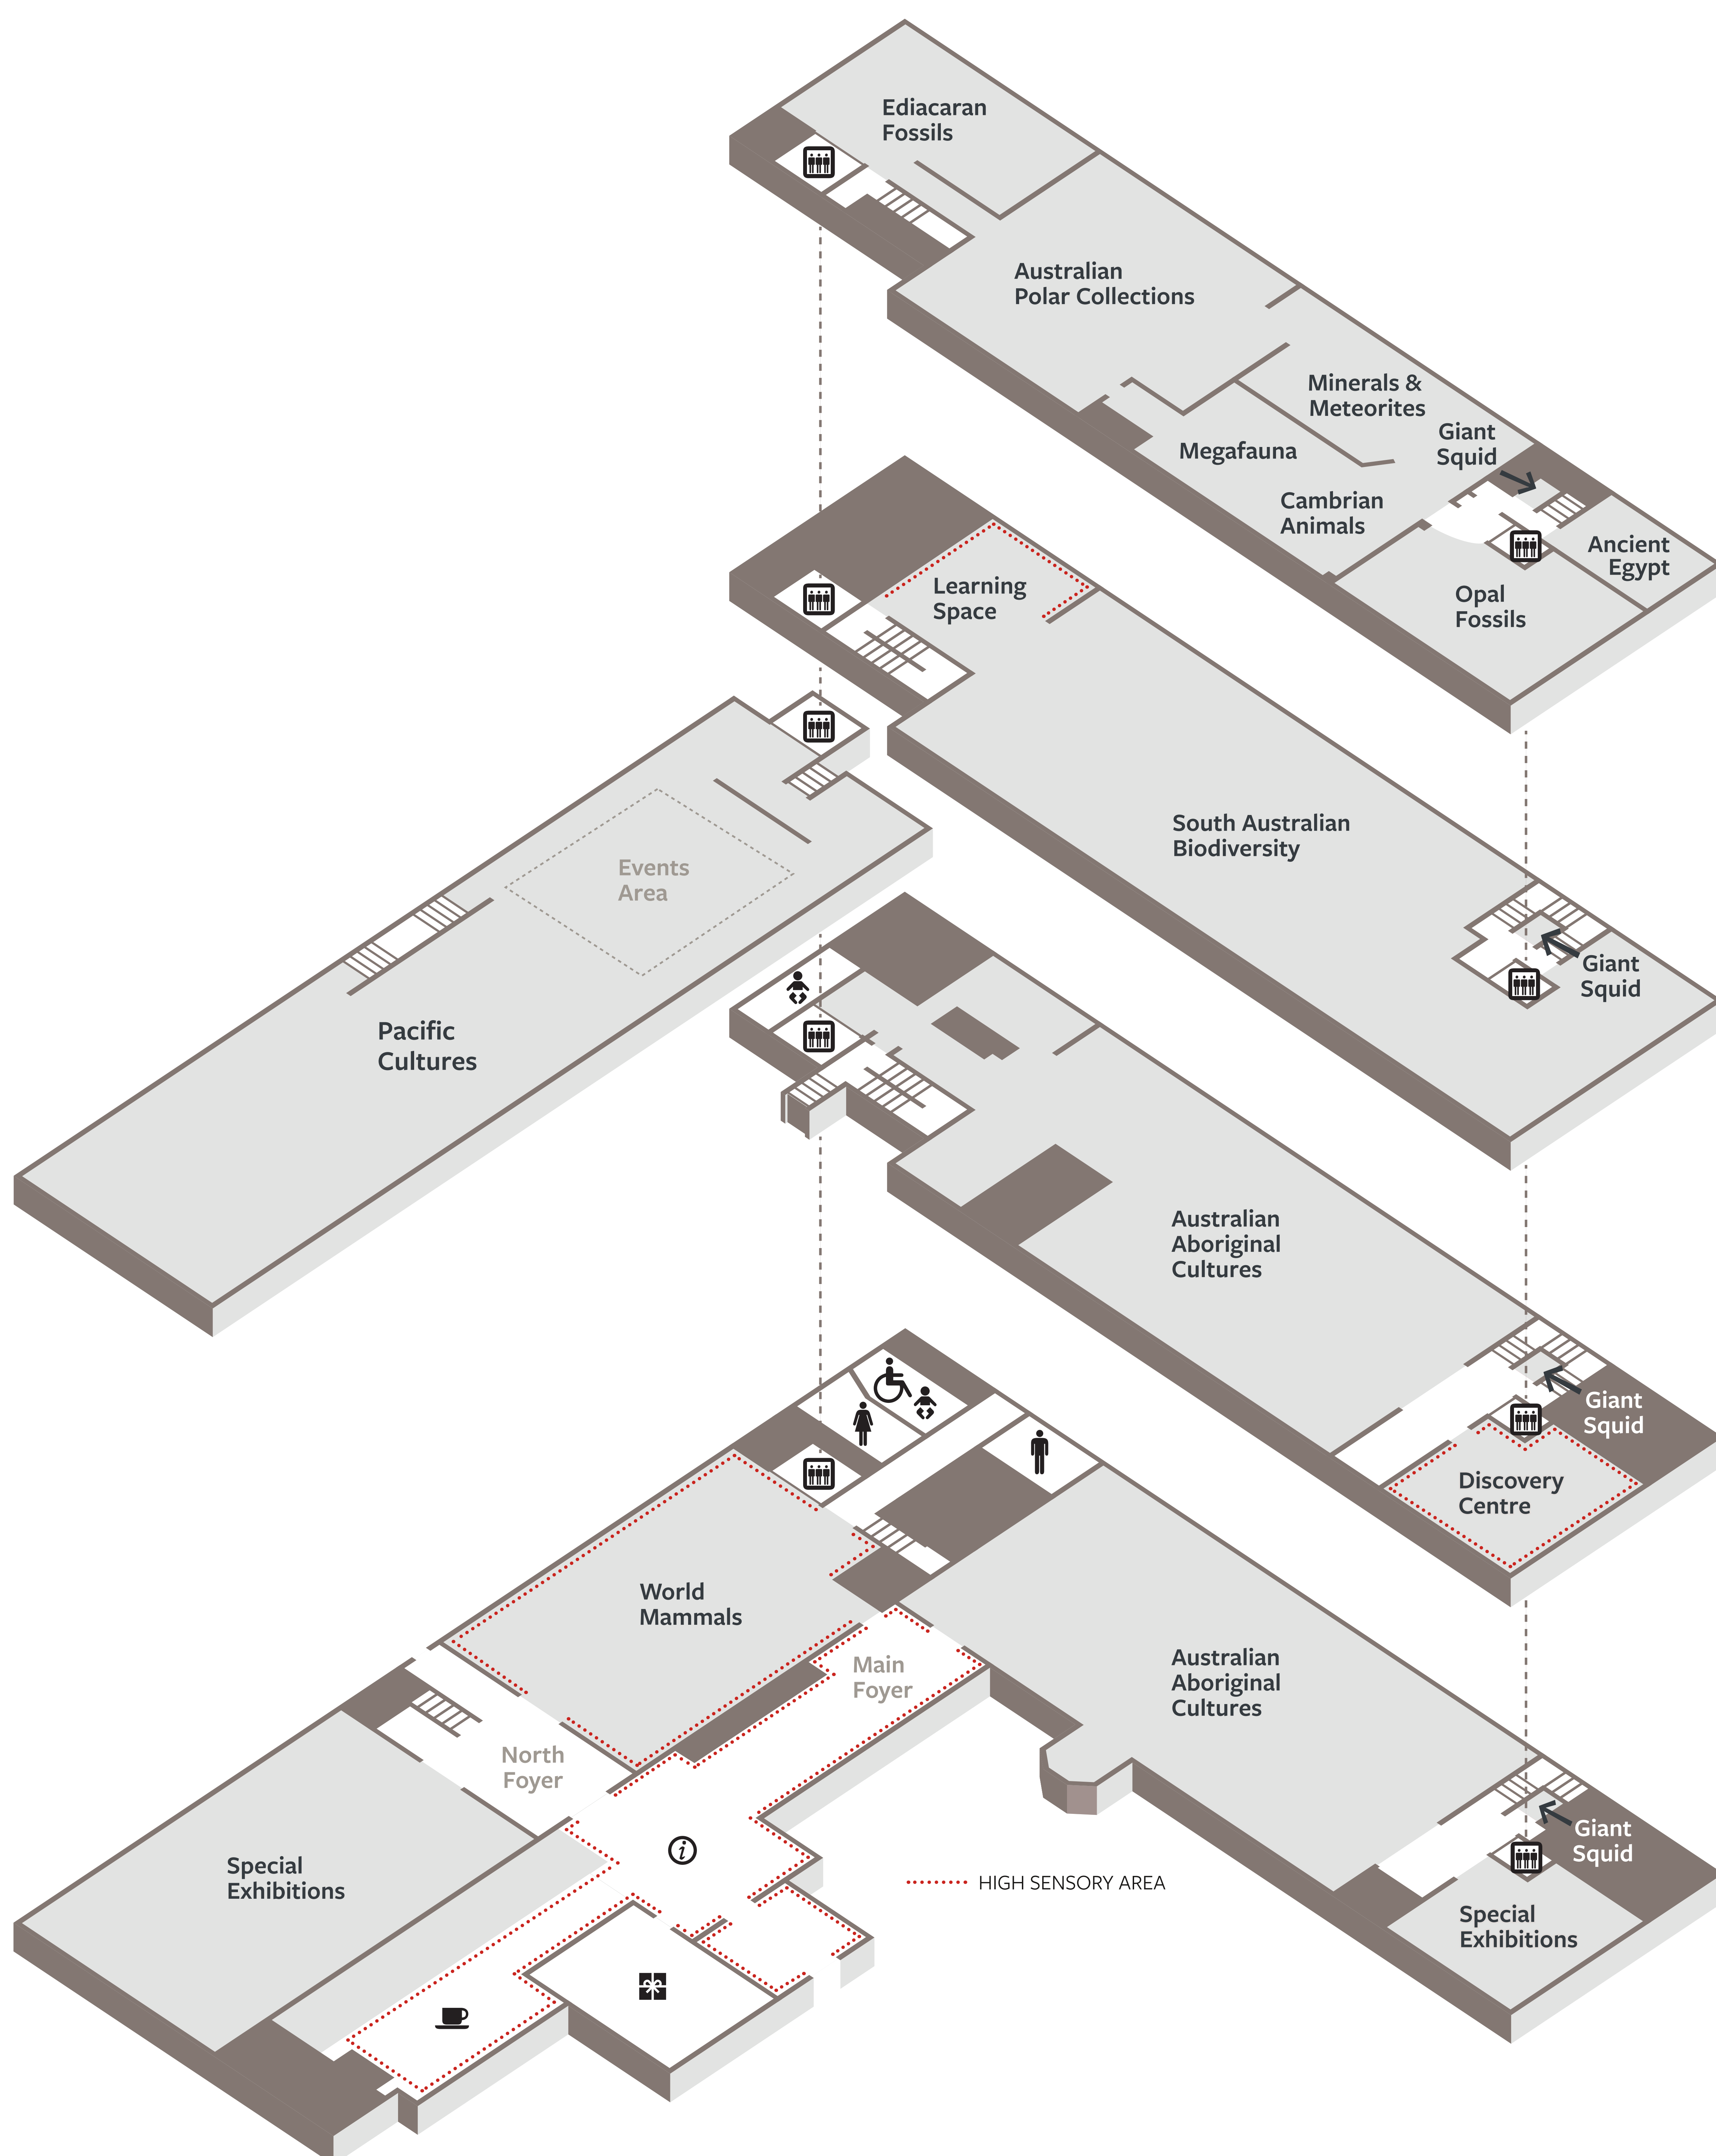 Ediacaran
Fossils
Australian
Polar Collections
Minerals &
Meteorites
Giant
Squid
Megafauna
Cambrian
Animals
Ancient
Egypt
Opal
Fossils
Learning
Space
South Australian
Biodiversity
Giant
Squid
Events
Area
Pacific
Cultures
Australian
Aboriginal
Cultures
Giant
Squid
Discovery
Centre
World
Mammals
Main
Foyer
Australian
Aboriginal
Cultures
North
Foyer
Giant
Squid
Special
Exhibitions
i
HIGH SENSORY AREA
Special
Exhibitions